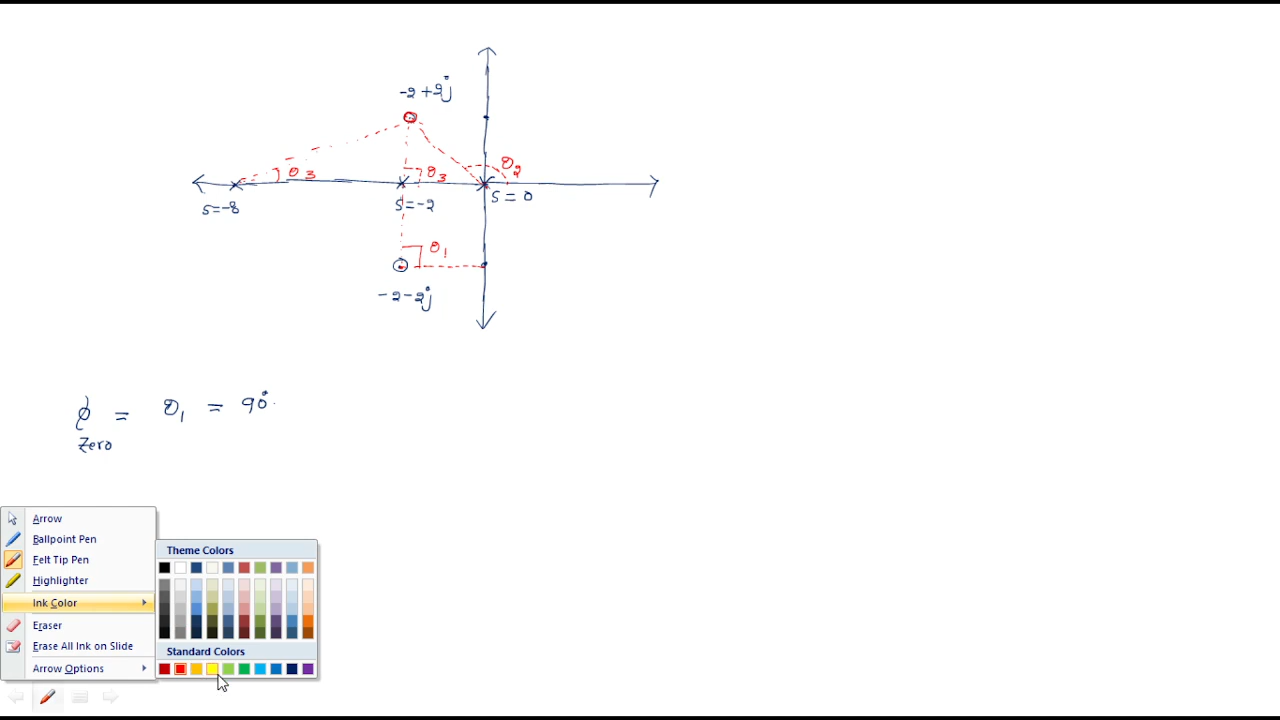 -2+2j
θ2
θ3
θ3
s=-8
s=-2
s=0
θ1
-2-2j
ϕ = θ1 = 90°
Zero
Arrow
Ballpoint Pen
Felt Tip Pen
Highlighter
Ink Color
Eraser
Erase All Ink on Slide
Arrow Options
Theme Colors
Standard Colors